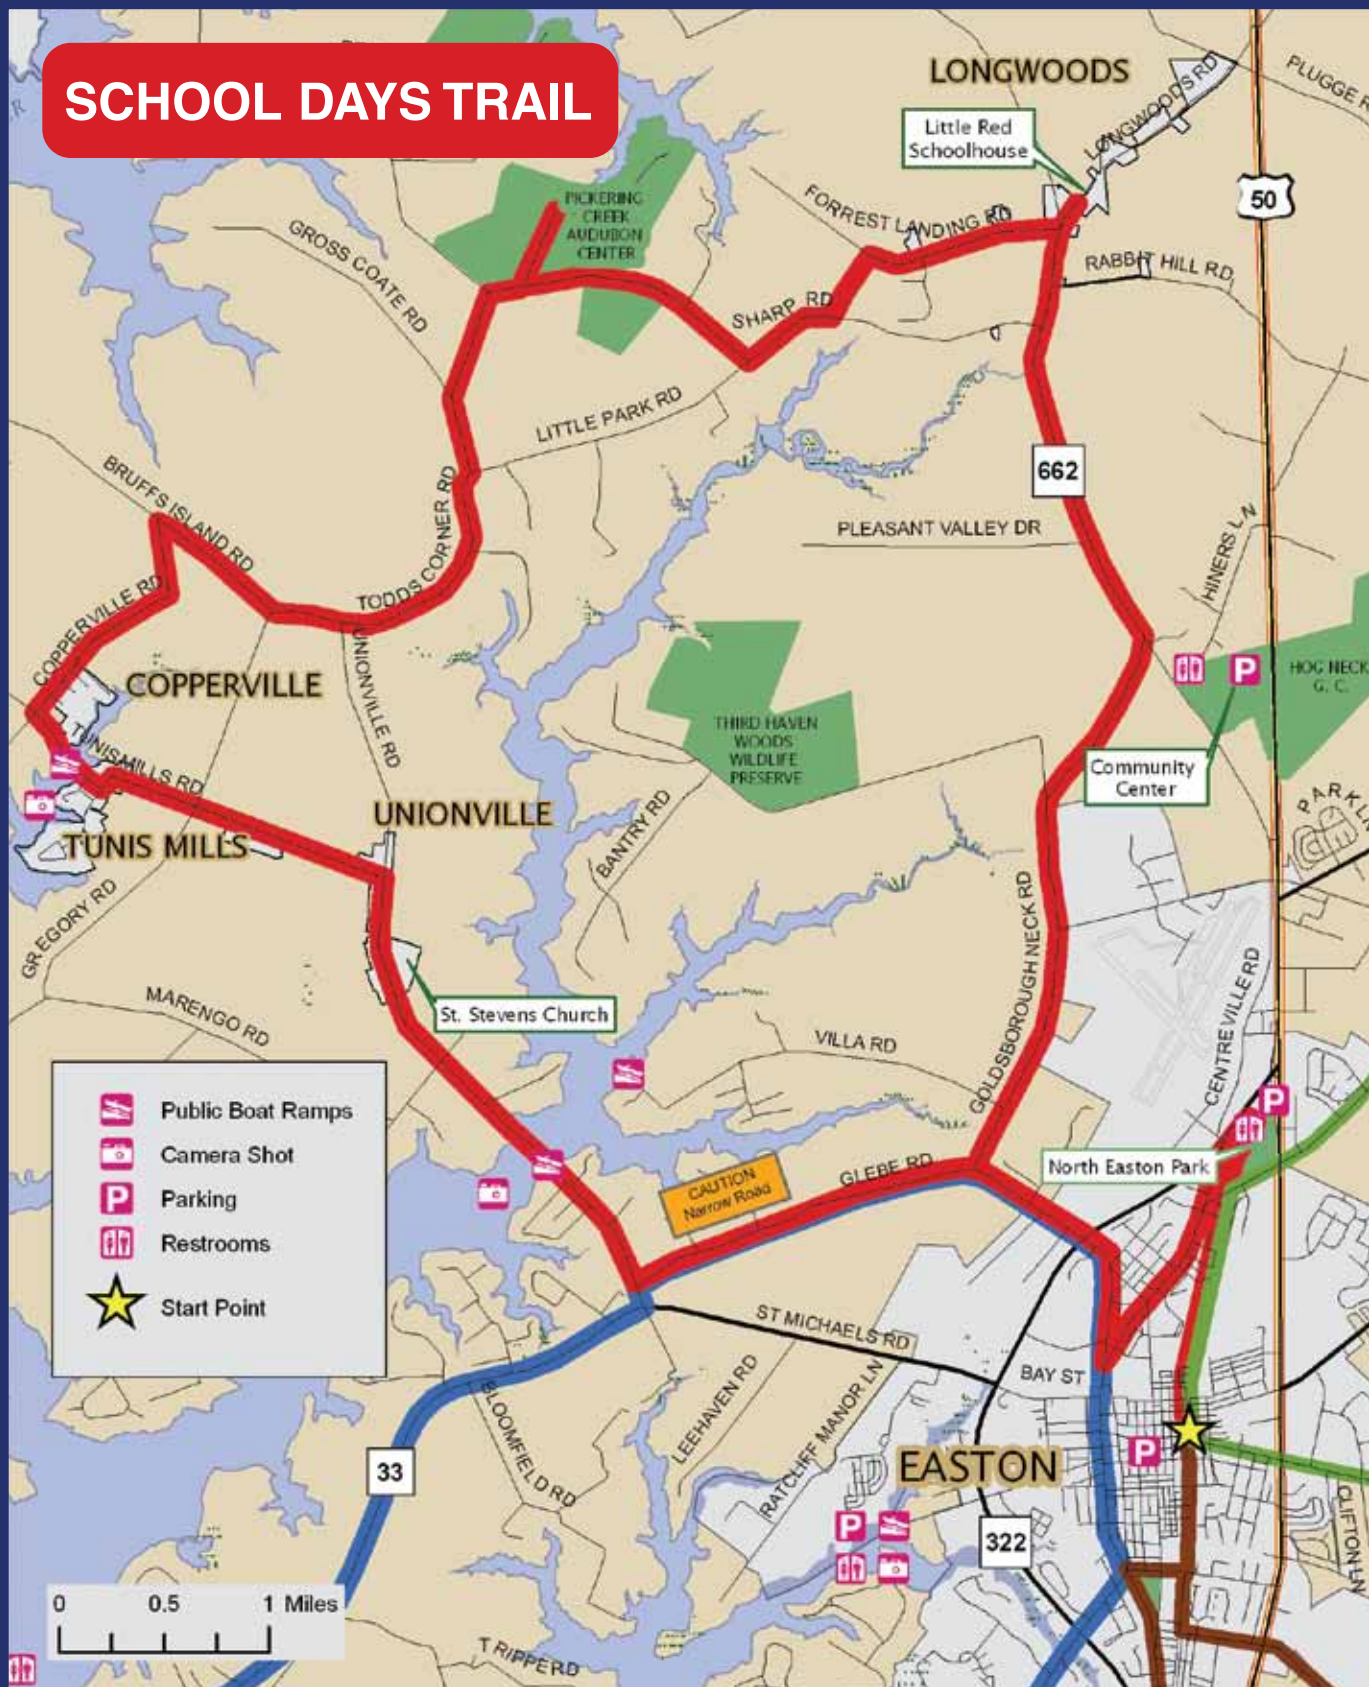 SCHOOL DAYS TRAIL
LONGWOODS
PLUGGE
LONGWOODS RD
Little Red
Schoolhouse
50
PICKERING
CREEK
AUDUBON
CENTER
FORREST LANDING RD
GROSS COATE RD
RABBIT HILL RD
SHARP RD
LITTLE PARK RD
662
BRUFFS ISLAND RD
TODDS CORNER RD
PLEASANT VALLEY DR
HINERS LN
COPPERVILLE RD
COPPERVILLE
UNIONVILLE RD
HOG NECK
G. C.
P
THIRD HAVEN
WOODS
WILDLIFE
PRESERVE
Community
Center
TUNIS MILLS RD
UNIONVILLE
BANTRY RD
TUNIS MILLS
GREGORY RD
GOLDSBOROUGH NECK RD
CENTREVILLE RD
MARENGO RD
St. Stevens Church
VILLA RD
P
North Easton Park
GLEBE RD
CAUTION
Narrow Road
Public Boat Ramps
Camera Shot
P Parking
Restrooms
Start Point
ST MICHAELS RD
BAY ST
LEEHAVEN RD
RATCLIFF MANOR LN
BLOOMFIELD RD
EASTON
P
33
P
322
CLIFTON LN
0 0.5 1 Miles
T RIPPE RD